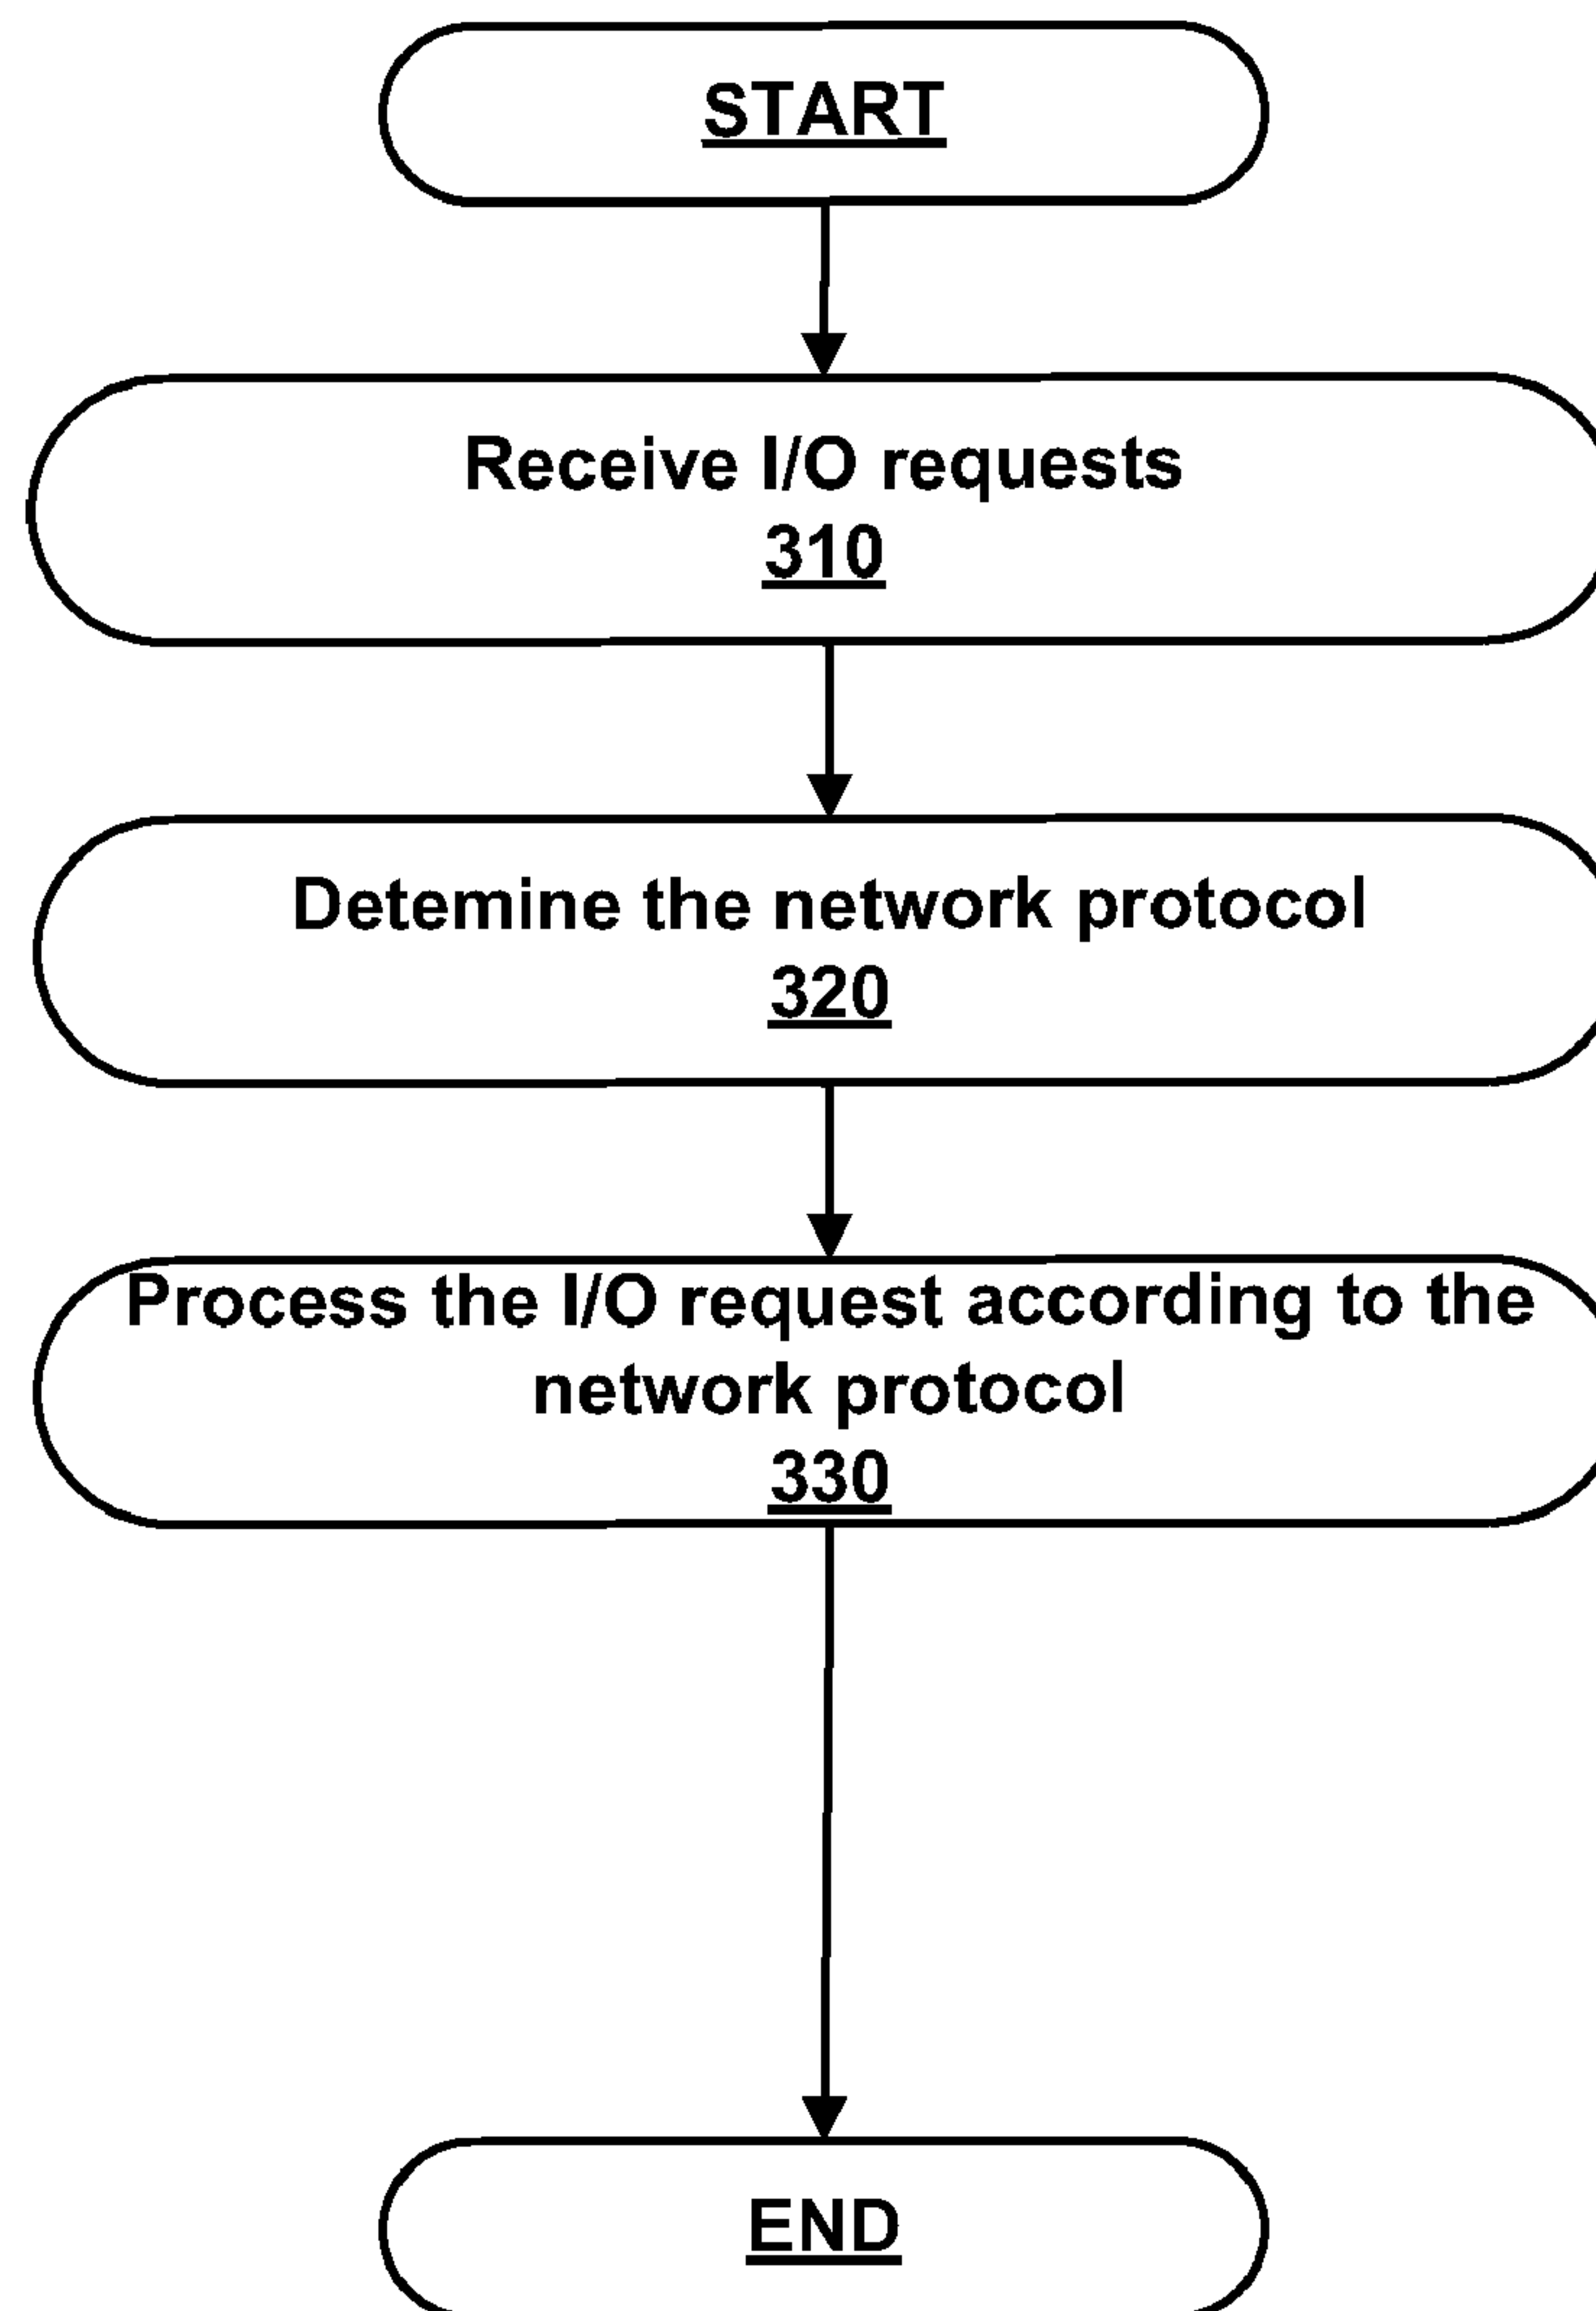 START
Receive I/O requests
310
Detemine the network protocol
320
Process the I/O request according to the
network protocol
330
END